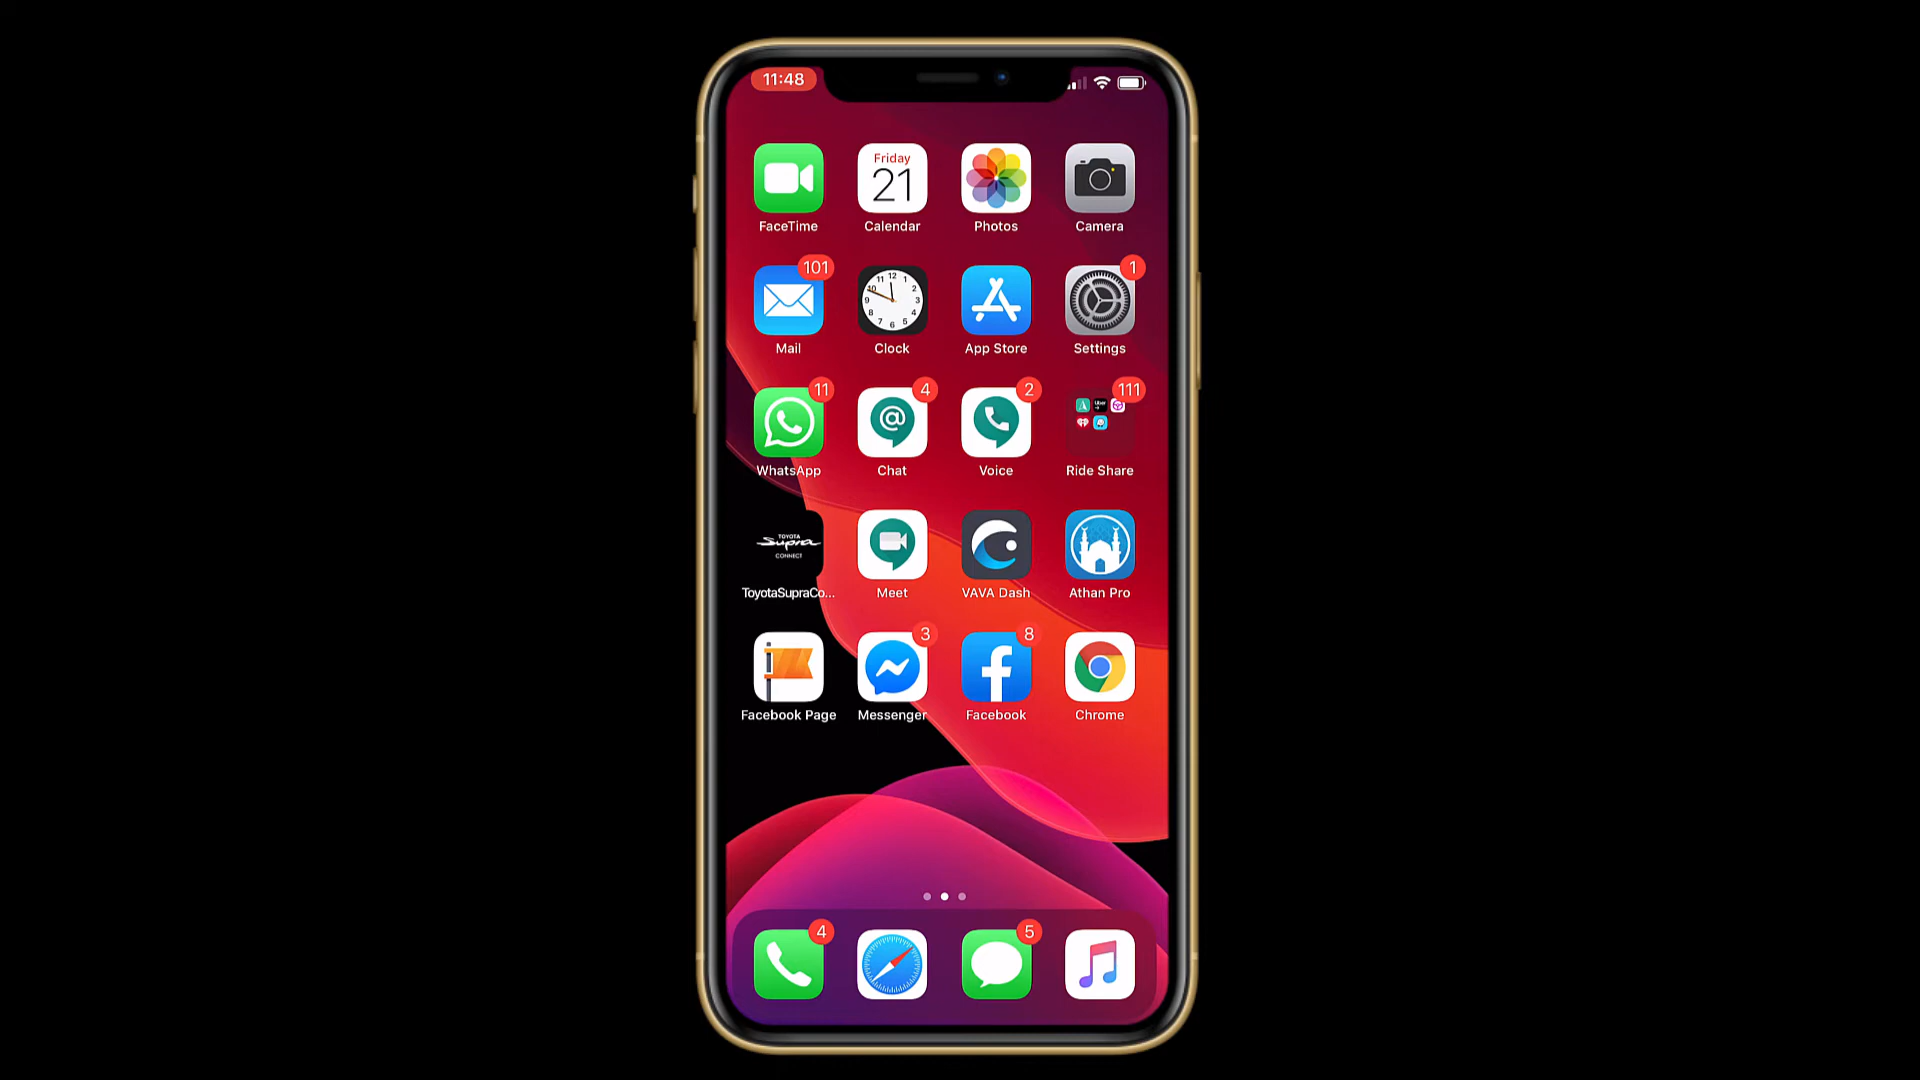 11:48
Friday
21
FaceTime
Calendar
Photos
Camera
101
1
Mail
Clock
App Store
Settings
11
4
2
111
WhatsApp
Chat
Voice
Ride Share
TOYOTA
Supra
CONNECT
ToyotaSupraCo...
Meet
VAVA Dash
Athan Pro
3
8
Facebook Page
Messenger
Facebook
Chrome
4
5